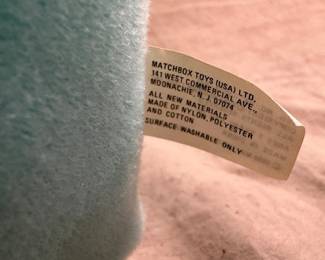 MATCHBOX TOYS (USA) LTD.
141 WEST COMMERCIAL AVE.,
MOONACHIE, N.J. 07074
ALL NEW MATERIALS
MADE OF NYLON, POLYESTER
AND COTTON
SURFACE WASHABLE ONLY